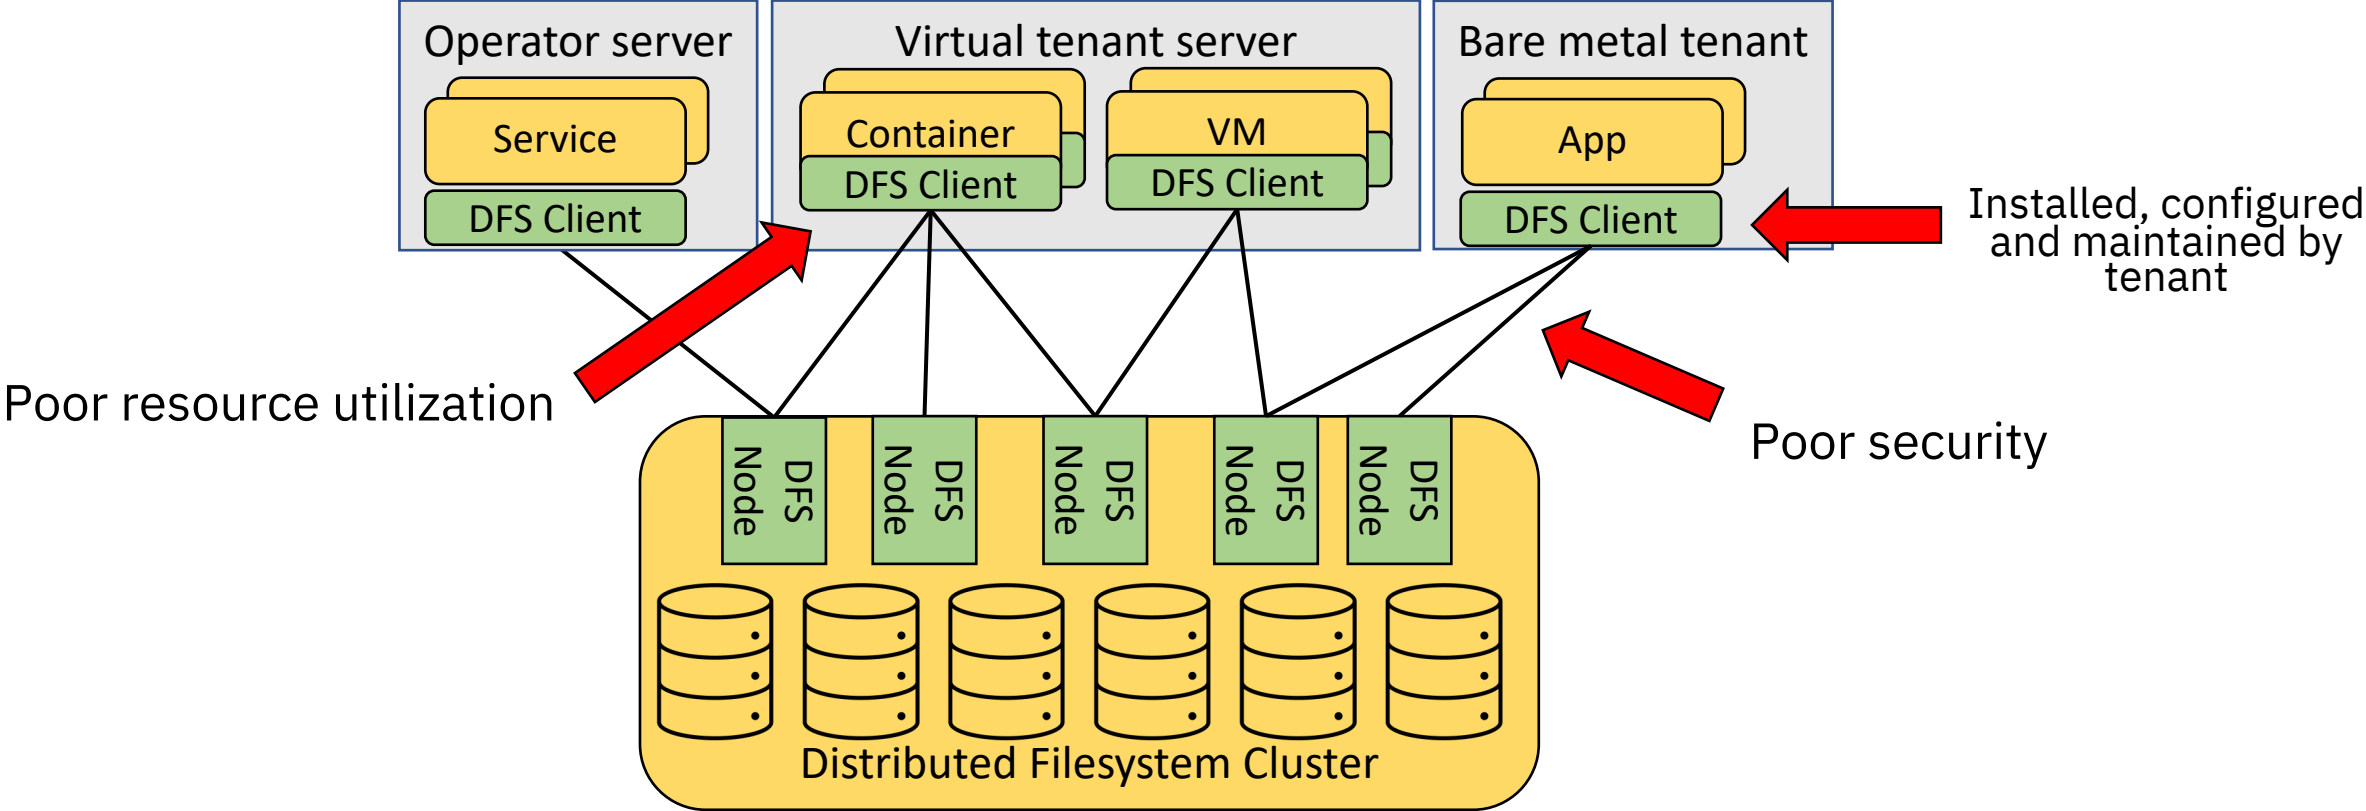 Operator server
Virtual tenant server
Bare metal tenant
Service
Container
VM
App
DFS Client
DFS Client
DFS Client
DFS Client
Installed, configured
and maintained by
tenant
Poor resource utilization
Poor security
DFS
Node
DFS
Node
DFS
Node
DFS
Node
DFS
Node
Distributed Filesystem Cluster